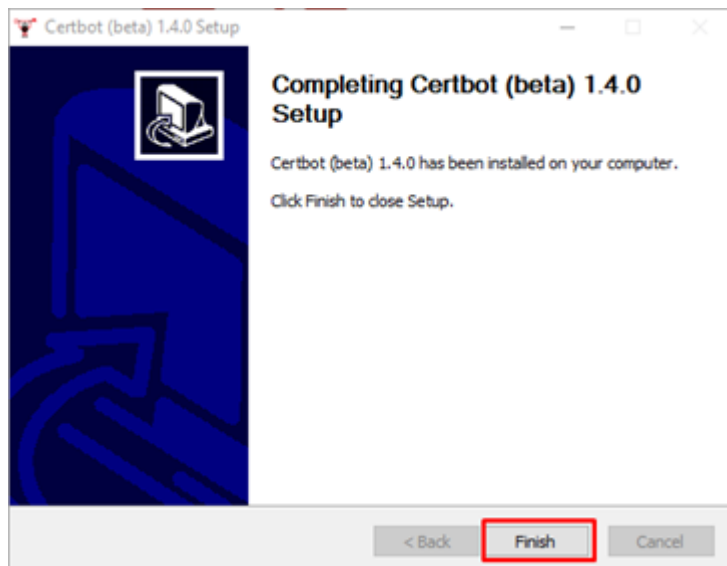 Certbot (beta) 1.4.0 Setup
Completing Certbot (beta) 1.4.0
Setup
Certbot (beta) 1.4.0 has been installed on your computer.
Click Finish to close Setup.
< Back
Finish
Cancel